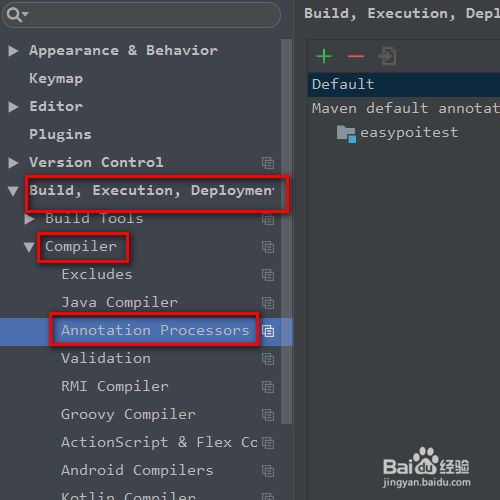 Appearance & Behavior
Keymap
Editor
Plugins
Version Control
Build, Execution, Deploymen
Build Tools
Compiler
Excludes
Java Compiler
Annotation Processors
Validation
RMI Compiler
Groovy Compiler
ActionScript & Flex Co
Android Compilers
Kotlin Compiler
Build, Execution, Depl
Default
Maven default annotat
easypoitest
Bai du 经验
jingyan.baidu.com